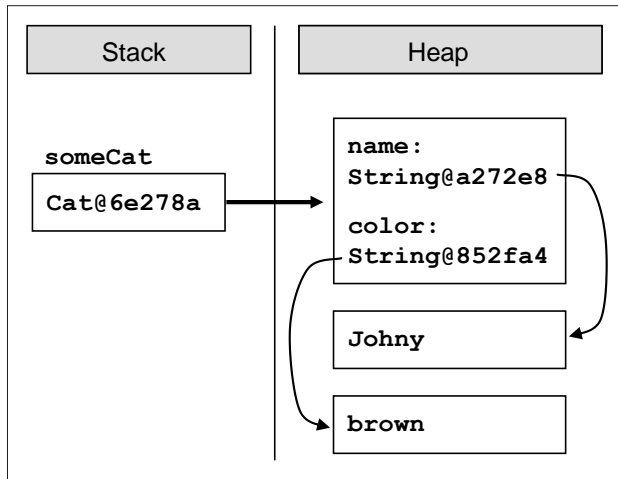 Stack
Heap
someCat
Cat@6e278a
name:
String@a272e8
color:
String@852fa4
Johny
brown